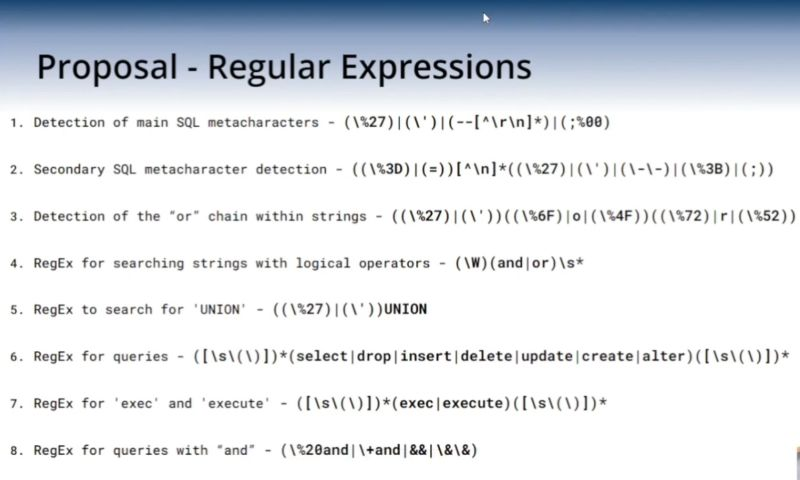 Proposal - Regular Expressions
1. Detection of main SQL metacharacters - (\%27)|(\')|(--[^\r\n]*)|(;%00)
2. Secondary SQL metacharacter detection - ((\%3D)|(=))[^\n]*((\%27)|(\')|(\-\-)|(\%3B)|(;))
3. Detection of the "or" chain within strings - ((\%27)|(\'))((\%6F)|o|(\%4F))((\%72)|r|(\%52))
4. RegEx for searching strings with logical operators - (\W)(and|or)\s*
5. RegEx to search for 'UNION' - ((\%27)|(\'))UNION
6. RegEx for queries - ([\s\(\)])*(select|drop|insert|delete|update|create|alter)([\s\(\)])*
7. RegEx for 'exec' and 'execute' - ([\s\(\)])*(exec|execute)([\s\(\)])*
8. RegEx for queries with "and" - (\%20and|\+and|&&|\&\&)